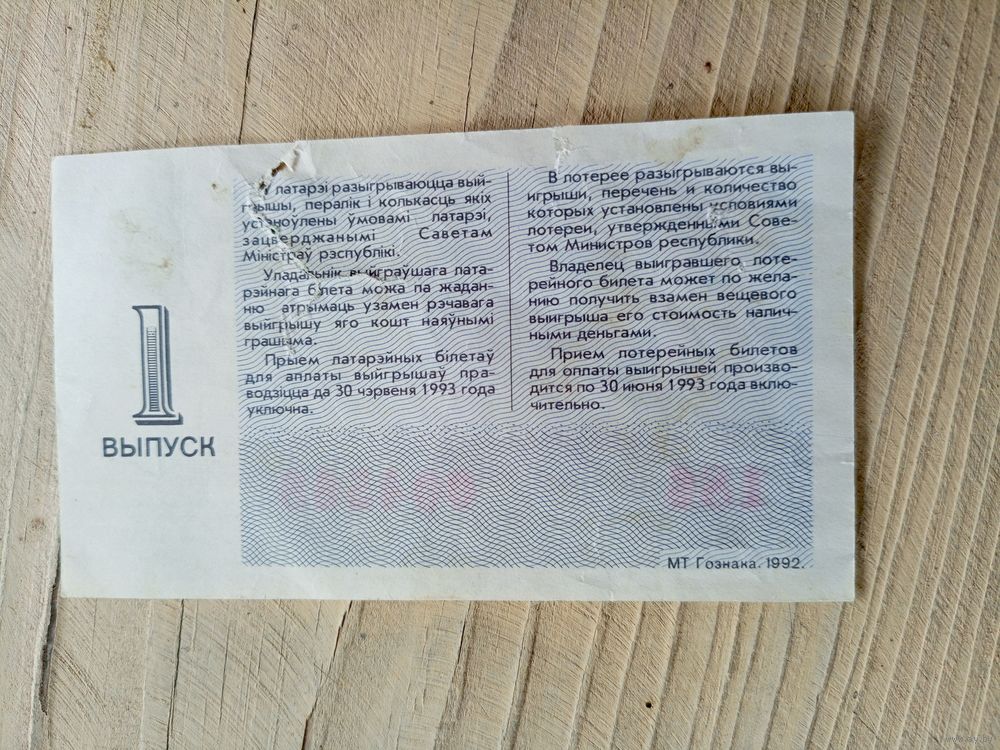 1
ВЫПУСК
У латарэі разыгрываюцца вый-
грышы, пералік і колькасць якіх
устаноўлены ўмовамі латарэі,
зацверджанымі Саветам
Міністраў рэспублікі.
Уладальнік выйграўшага лата-
рэйнага білета можа па жадан-
ню атрымаць узамен рэчавага
выйгрышу яго кошт наяўнымі
грашыма.
Прыем латарэйных білетаў
для аплаты выйгрышаў пра-
водзіцца да 30 чэрвеня 1993 года
уключна.
В лотерее разыгрываются вы-
игрыши, перечень и количество
которых установлены условиями
лотереи, утвержденными Сове-
том Министров республики.
Владелец выигравшего лоте-
рейного билета может по жела-
нию получить взамен вещевого
выигрыша его стоимость налич-
ными деньгами.
Прием лотерейных билетов
для оплаты выигрышей произво-
дится по 30 июня 1993 года вклю-
чительно.
МТ Гознака. 1992.